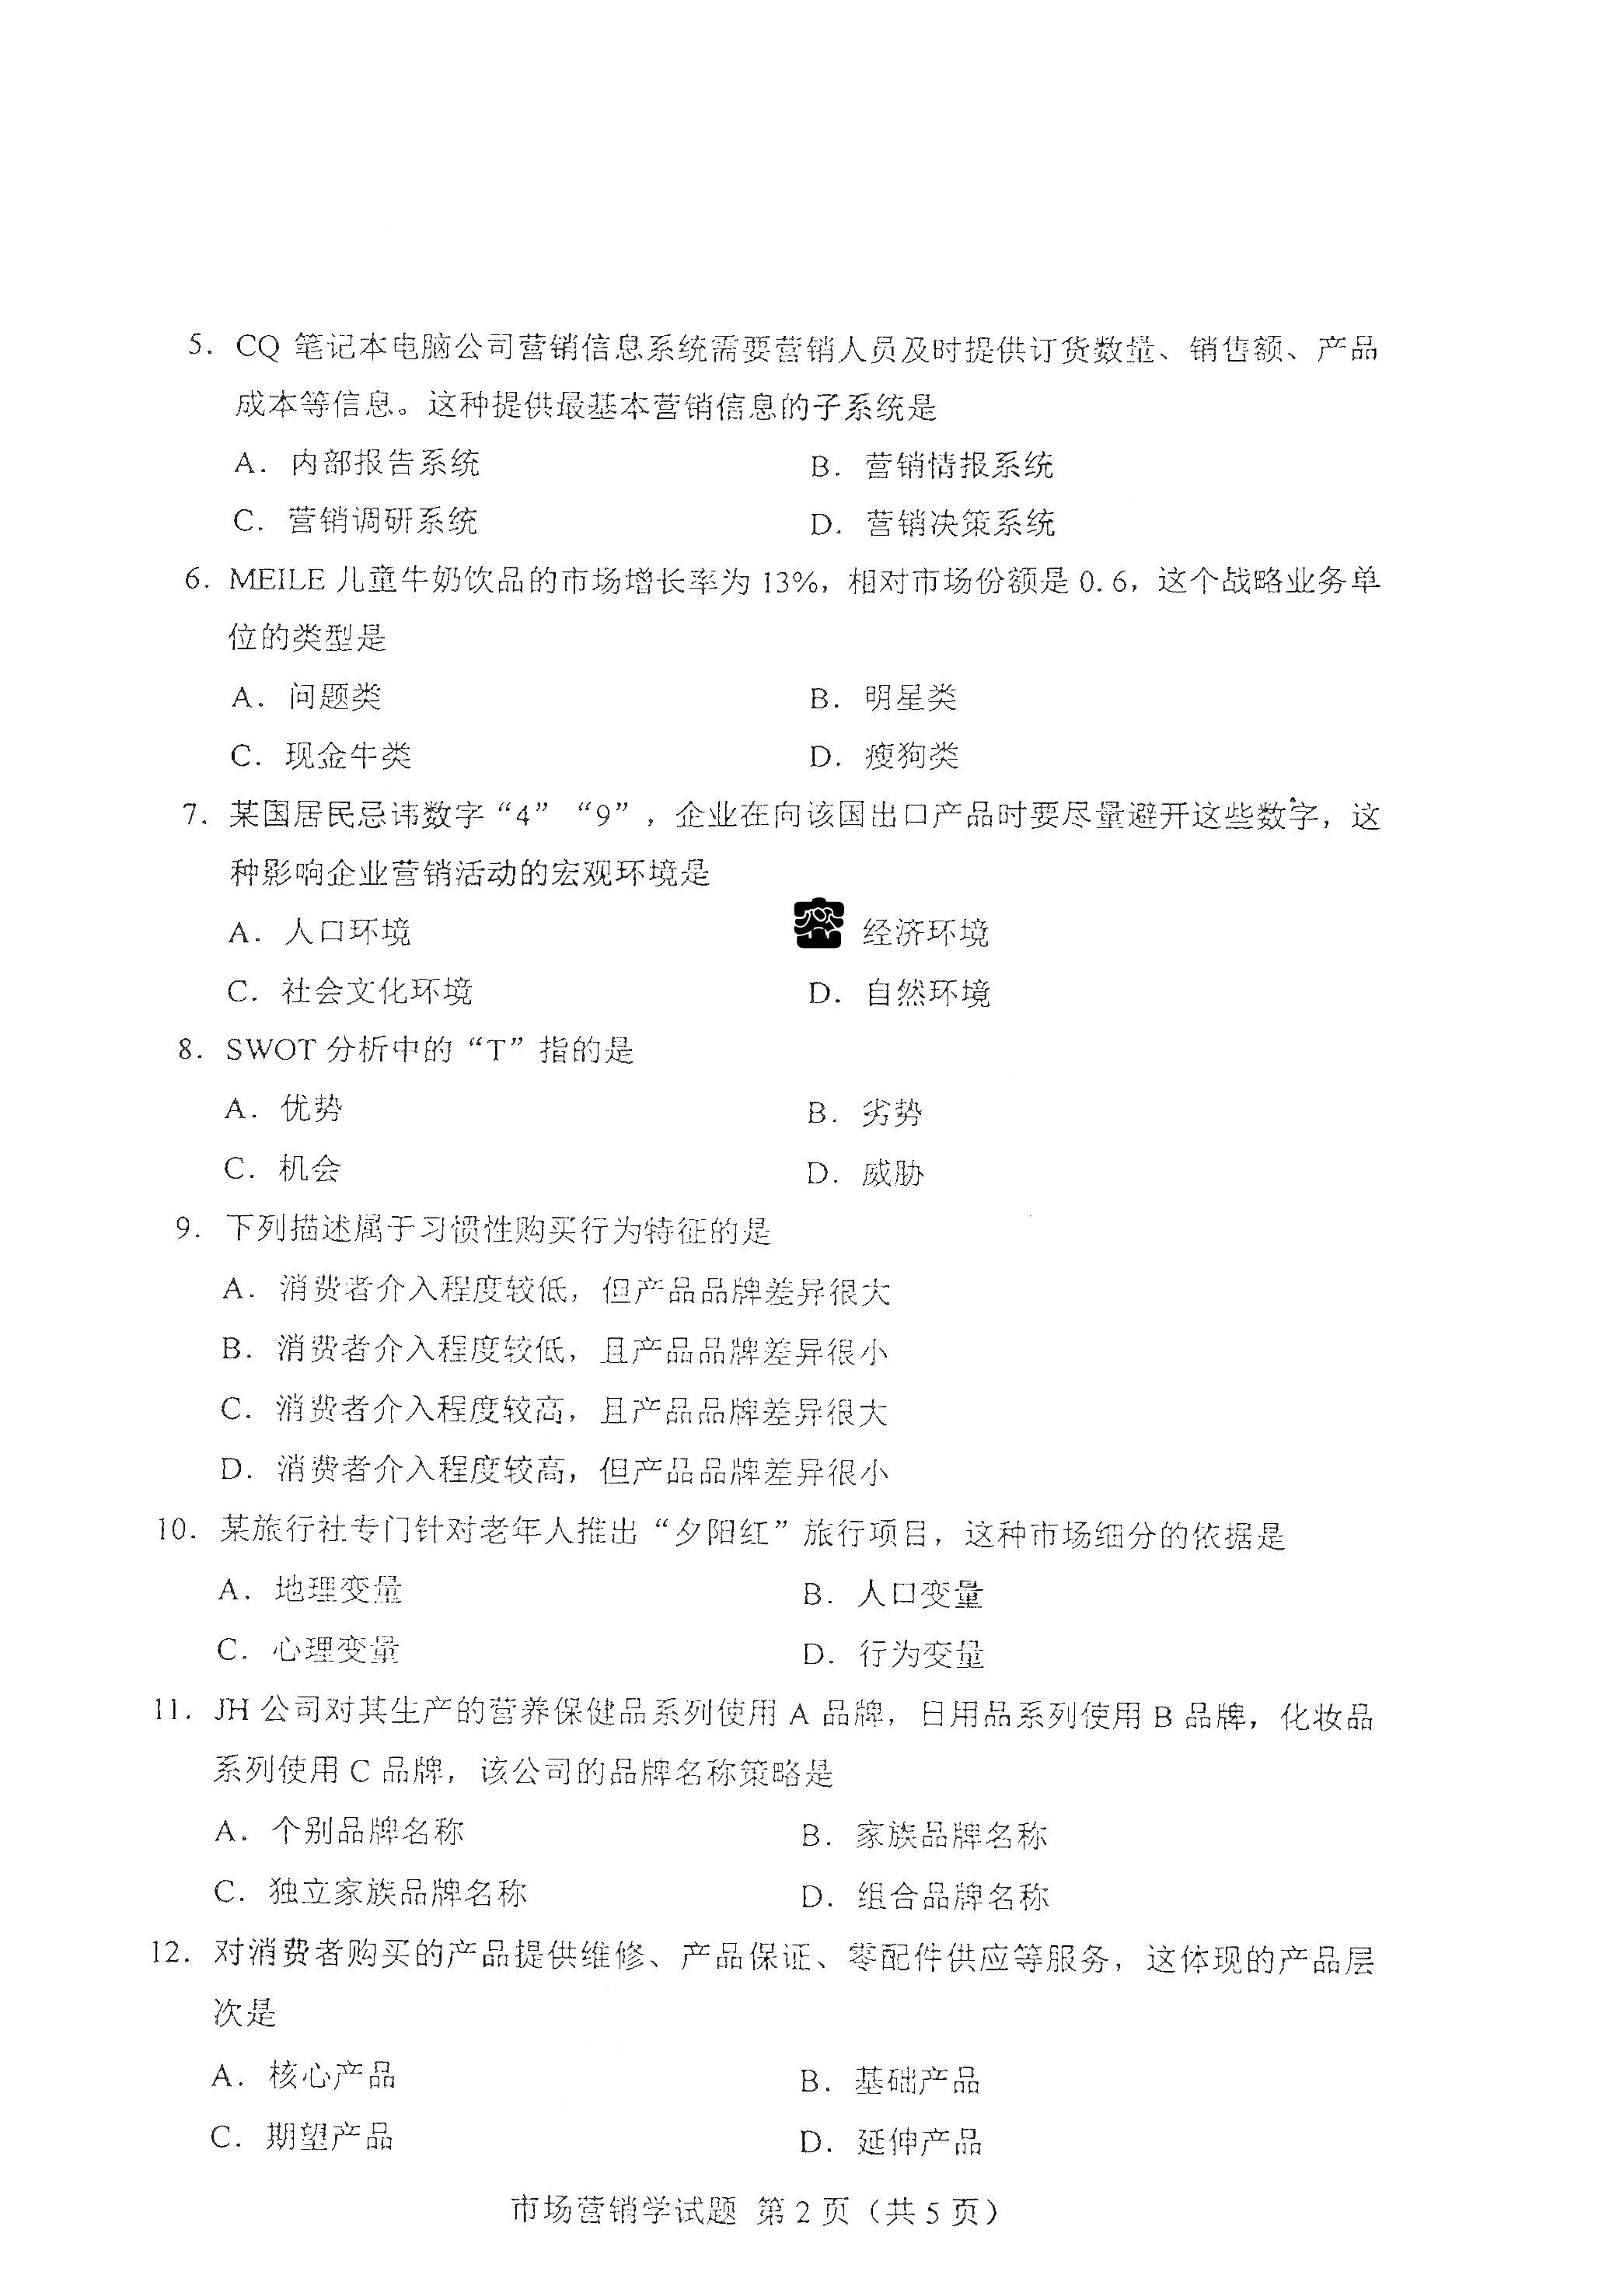 5. CQ 笔记本电脑公司营销信息系统需要营销人员及时提供订货数量、销售额、产品
成本等信息。这种提供最基本营销信息的子系统是
A. 内部报告系统 B. 营销情报系统
C. 营销调研系统 D. 营销决策系统
6. MEILE 儿童牛奶饮品的市场增长率为 13%，相对市场份额是 0.6，这个战略业务单
位的类型是
A. 问题类 B. 明星类
C. 现金牛类 D. 瘦狗类
7. 某国居民忌讳数字“4”“9”，企业在向该国出口产品时要尽量避开这些数字，这
种影响企业营销活动的宏观环境是
A. 人口环境 经济环境
C. 社会文化环境 D. 自然环境
8. SWOT 分析中的“T”指的是
A. 优势 B. 劣势
C. 机会 D. 威胁
9. 下列描述属于习惯性购买行为特征的是
A. 消费者介入程度较低，但产品品牌差异很大
B. 消费者介入程度较低，且产品品牌差异很小
C. 消费者介入程度较高，且产品品牌差异很大
D. 消费者介入程度较高，但产品品牌差异很小
10. 某旅行社专门针对老年人推出“夕阳红”旅行项目，这种市场细分的依据是
A. 地理变量 B. 人口变量
C. 心理变量 D. 行为变量
11. JH 公司对其生产的营养保健品系列使用 A 品牌，日用品系列使用 B 品牌，化妆品
系列使用 C 品牌，该公司的品牌名称策略是
A. 个别品牌名称 B. 家族品牌名称
C. 独立家族品牌名称 D. 组合品牌名称
12. 对消费者购买的产品提供维修、产品保证、零配件供应等服务，这体现的产品层
次是
A. 核心产品 B. 基础产品
C. 期望产品 D. 延伸产品
市场营销学试题 第 2 页（共 5 页）